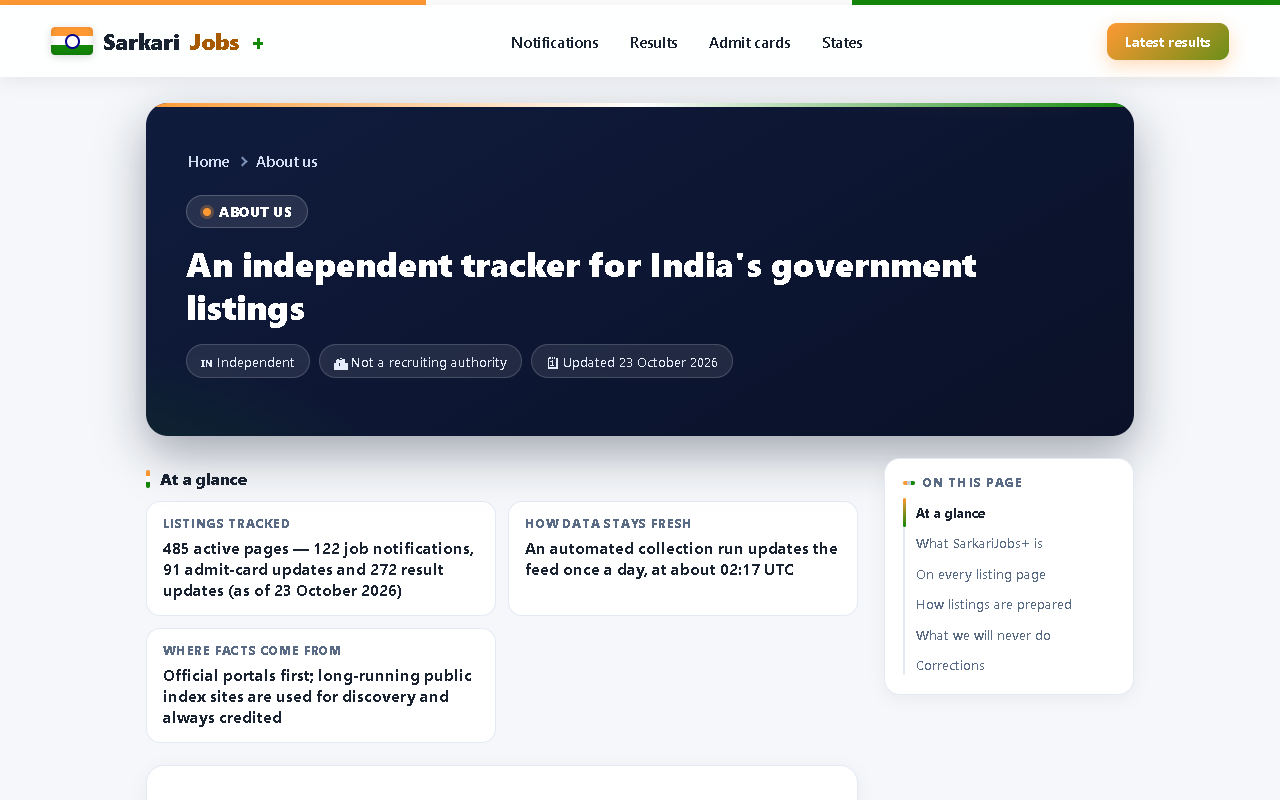 Sarkari Jobs +
Notifications
Results
Admit cards
States
Latest results
Home > About us
ABOUT US
An independent tracker for India's government
listings
IN Independent
Not a recruiting authority
Updated 23 October 2026
At a glance
LISTINGS TRACKED
485 active pages — 122 job notifications,
91 admit-card updates and 272 result
updates (as of 23 October 2026)
HOW DATA STAYS FRESH
An automated collection run updates the
feed once a day, at about 02:17 UTC
WHERE FACTS COME FROM
Official portals first; long-running public
index sites are used for discovery and
always credited
ON THIS PAGE
At a glance
What SarkariJobs+ is
On every listing page
How listings are prepared
What we will never do
Corrections